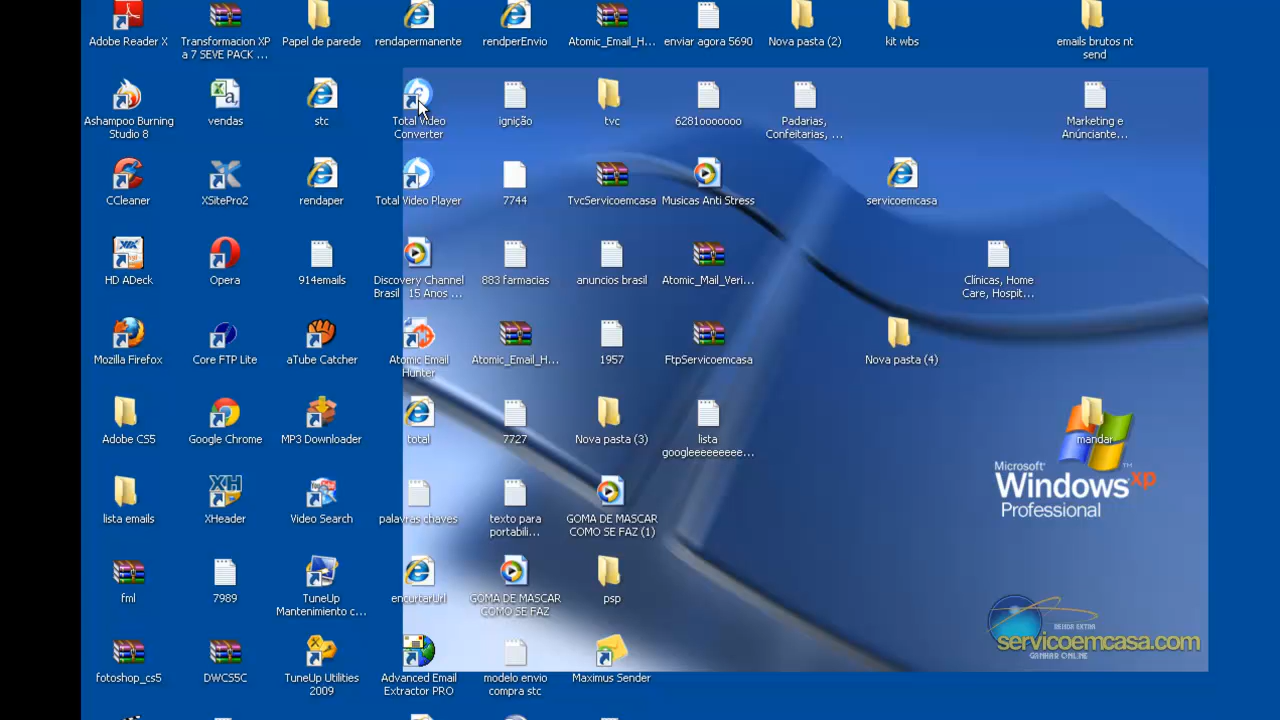 Adobe Reader X
Transformacion XP
a 7 SEVE PACK ...
Papel de parede
rendapermanente
rendperEnvio
Atomic_Email_H...
enviar agora 5690
Nova pasta (2)
kit wbs
emails brutos nt
send
Ashampoo Burning
Studio 8
vendas
stc
Total Video
Converter
ignição
tvc
6281ooooooo
Padarias,
Confeitarias, ...
Marketing e
Anúnciante...
CCleaner
XSitePro2
rendaper
Total Video Player
7744
TvcServicoemcasa
Musicas Anti Stress
servicoemcasa
HD ADeck
Opera
914emails
Discovery Channel
Brasil 15 Anos ...
883 farmacias
anuncios brasil
Atomic_Mail_Veri...
Clínicas, Home
Care, Hospit...
Mozilla Firefox
Core FTP Lite
aTube Catcher
Atomic Email
Hunter
Atomic_Email_H...
1957
FtpServicoemcasa
Nova pasta (4)
Adobe CS5
Google Chrome
MP3 Downloader
total
7727
Nova pasta (3)
lista
googleeeeeeeee...
mandar
Microsoft
Windows xp
Professional
lista emails
XHeader
Video Search
palavras chaves
texto para
portabili...
GOMA DE MASCAR
COMO SE FAZ (1)
fml
7989
TuneUp
Mantenimiento c...
encurtarUrl
GOMA DE MASCAR
COMO SE FAZ
psp
RENDA EXTRA
servicoemcasa.com
GANHAR ONLINE
fotoshop_cs5
DWCS5C
TuneUp Utilities
2009
Advanced Email
Extractor PRO
modelo envio
compra stc
Maximus Sender